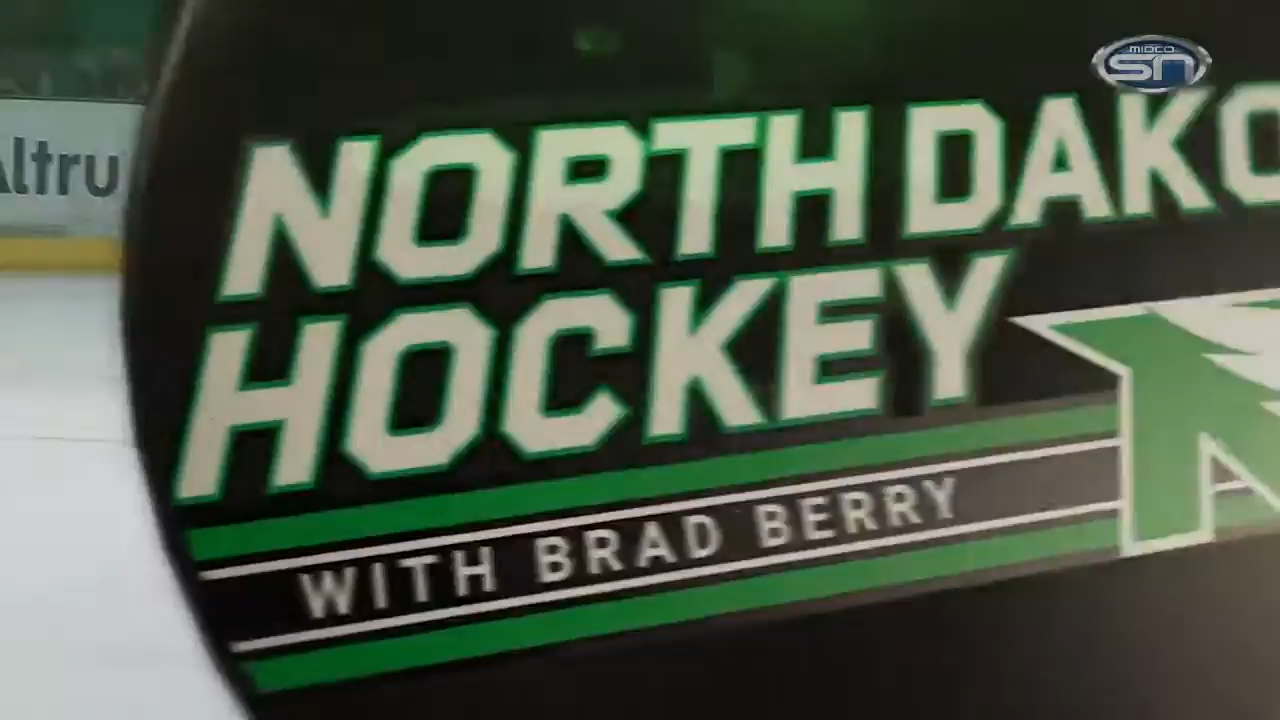 MIDCO
SN
Altru
NORTH DAKO
HOCKEY
WITH BRAD BERRY